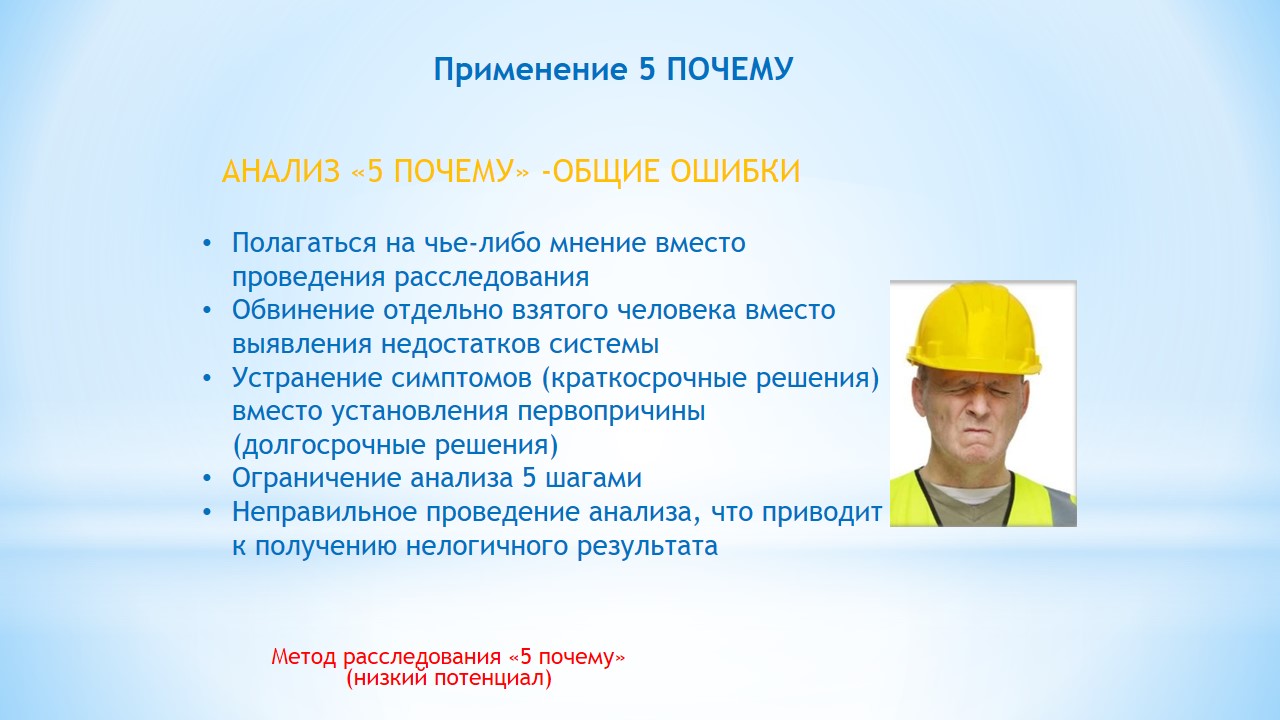 Применение 5 ПОЧЕМУ
АНАЛИЗ «5 ПОЧЕМУ» -ОБЩИЕ ОШИБКИ
• Полагаться на чье-либо мнение вместо
проведения расследования
• Обвинение отдельно взятого человека вместо
выявления недостатков системы
• Устранение симптомов (краткосрочные решения)
вместо установления первопричины
(долгосрочные решения)
• Ограничение анализа 5 шагами
• Неправильное проведение анализа, что приводит
к получению нелогичного результата
Метод расследования «5 почему»
(низкий потенциал)